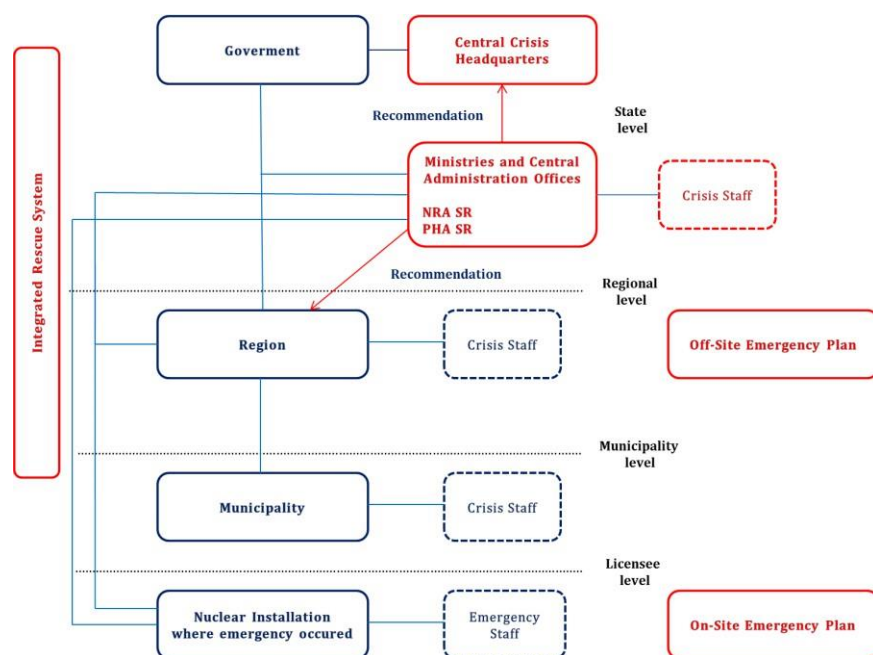 Goverment
Central Crisis
Headquarters
Recommendation
State
level
Ministries and Central
Administration Offices
NRA SR
PHA SR
Crisis Staff
Integrated Rescue System
Recommendation
Regional
level
Region
Crisis Staff
Off-Site Emergency Plan
Municipality
level
Municipality
Crisis Staff
Licensee
level
Nuclear Installation
where emergency occured
Emergency
Staff
On-Site Emergency Plan